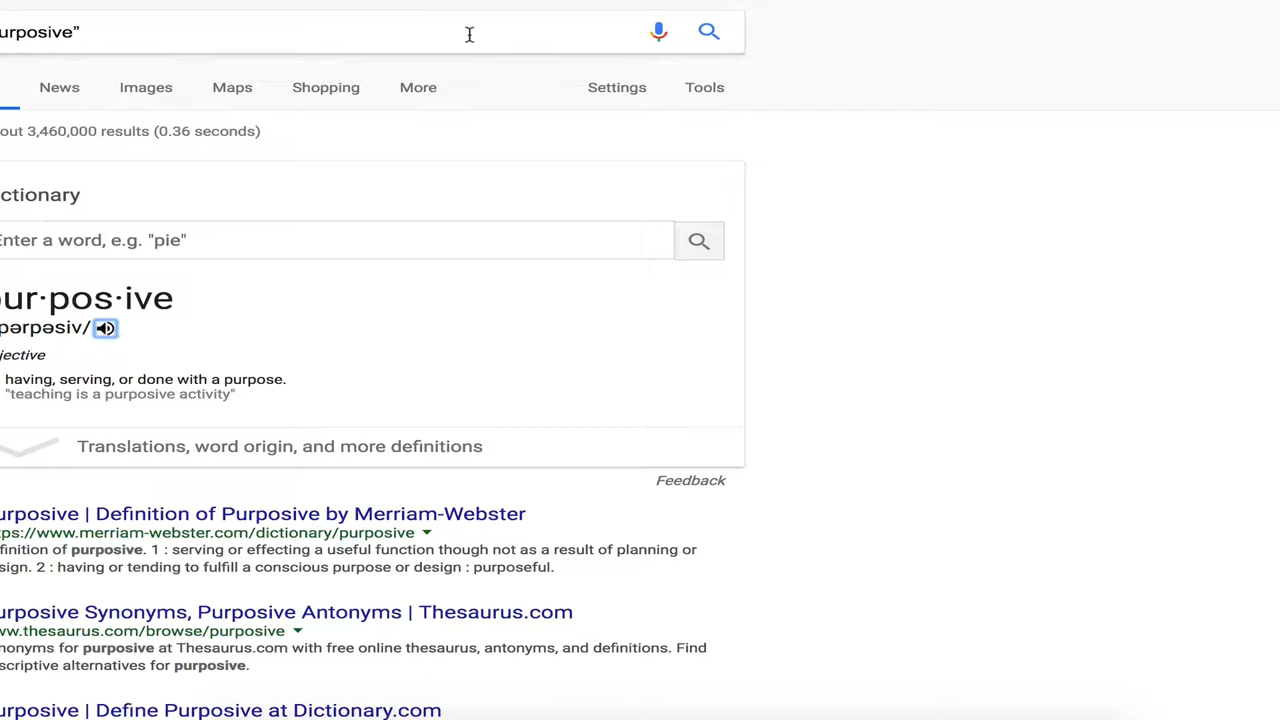 urposive”
News Images Maps Shopping More Settings Tools
out 3,460,000 results (0.36 seconds)
ictionary
Enter a word, e.g. "pie"
ur·pos·ive
pərpəsiv/
jective
having, serving, or done with a purpose.
"teaching is a purposive activity"
Translations, word origin, and more definitions
Feedback
urposive | Definition of Purposive by Merriam-Webster
tps://www.merriam-webster.com/dictionary/purposive
finition of purposive. 1 : serving or effecting a useful function though not as a result of planning or
sign. 2 : having or tending to fulfill a conscious purpose or design : purposeful.
urposive Synonyms, Purposive Antonyms | Thesaurus.com
ww.thesaurus.com/browse/purposive
nonyms for purposive at Thesaurus.com with free online thesaurus, antonyms, and definitions. Find
scriptive alternatives for purposive.
urposive | Define Purposive at Dictionary.com